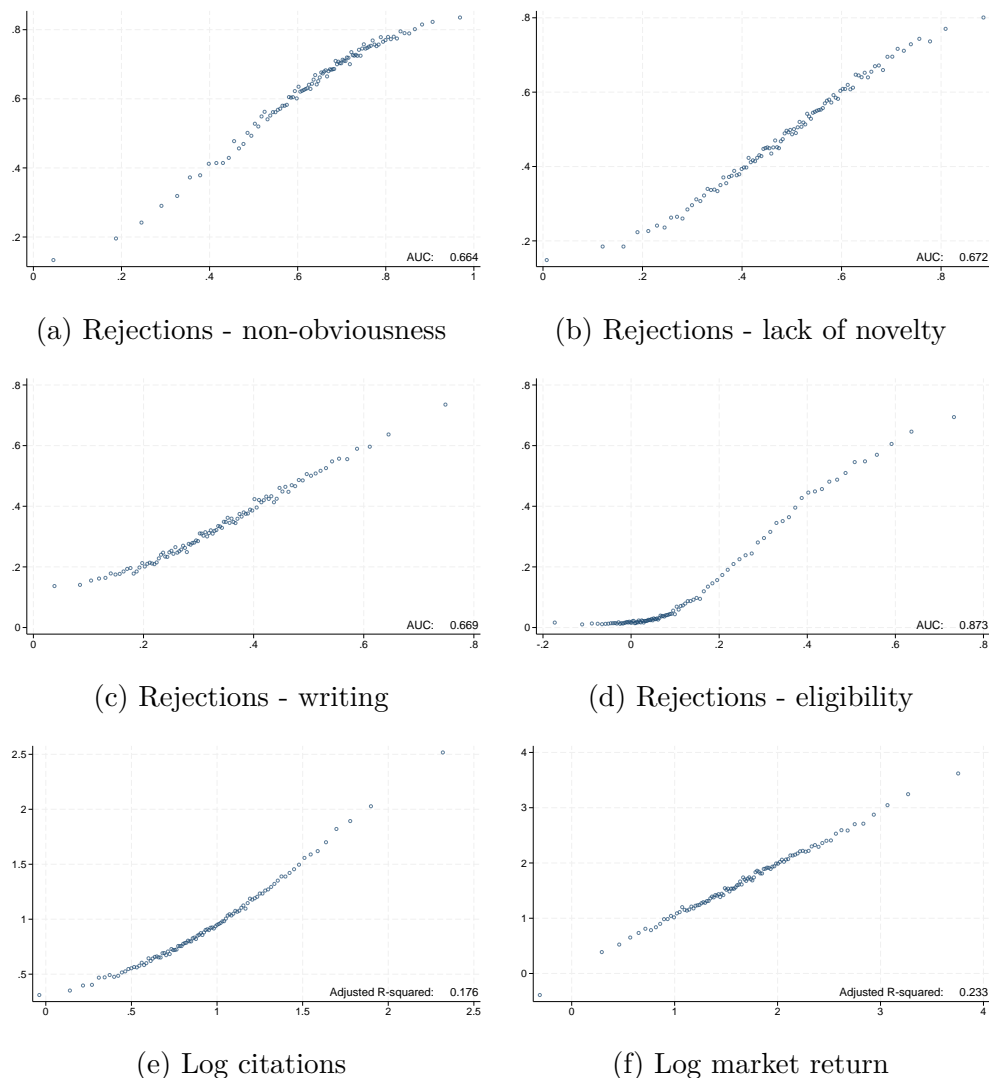 .8
.6
.4
.2
0 .2 .4 .6 .8 1
AUC: 0.664
(a) Rejections - non-obviousness
.8
.6
.4
.2
0 .2 .4 .6 .8
AUC: 0.672
(b) Rejections - lack of novelty
.8
.6
.4
.2
0
0 .2 .4 .6 .8
AUC: 0.669
(c) Rejections - writing
.8
.6
.4
.2
0
-.2 0 .2 .4 .6 .8
AUC: 0.873
(d) Rejections - eligibility
2.5
2
1.5
1
.5
0 .5 1 1.5 2 2.5
Adjusted R-squared: 0.176
(e) Log citations
4
3
2
1
0
0 1 2 3 4
Adjusted R-squared: 0.233
(f) Log market return